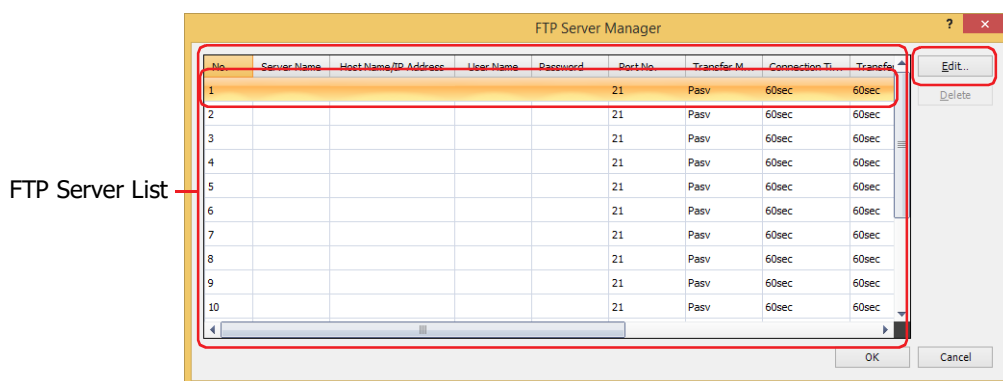 FTP Server Manager
? ×
No. Server Name Host Name/IP Address User Name Password Port No. Transfer M... Connection Ti... Transfer
Edit...
1 21 Pasv 60sec 60sec
Delete
2 21 Pasv 60sec 60sec
3 21 Pasv 60sec 60sec
4 21 Pasv 60sec 60sec
FTP Server List
5 21 Pasv 60sec 60sec
6 21 Pasv 60sec 60sec
7 21 Pasv 60sec 60sec
8 21 Pasv 60sec 60sec
9 21 Pasv 60sec 60sec
10 21 Pasv 60sec 60sec
OK Cancel